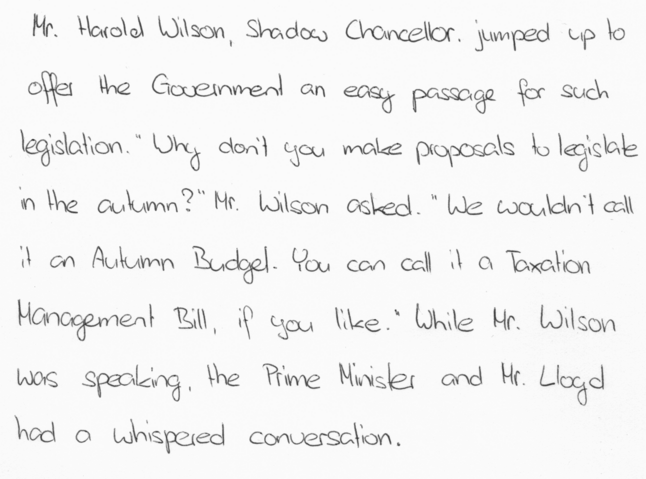 Mr. Harold Wilson, Shadow Chancellor. jumped up to
offer the Government an easy passage for such
legislation." Why don't you make proposals to legislate
in the autumn?" Mr. Wilson asked. "We wouldn't call
it an Autumn Budget. You can call it a Taxation
Management Bill, if you like." While Mr. Wilson
was speaking, the Prime Minister and Mr. Lloyd
had a whispered conversation.